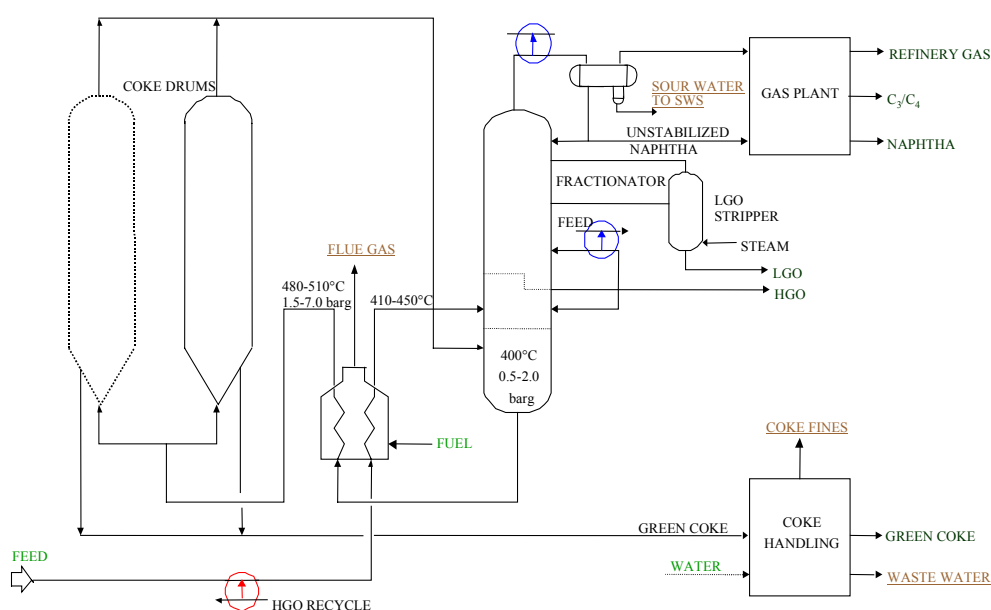 COKE DRUMS
SOUR WATER
TO SWS
GAS PLANT
REFINERY GAS
C₃/C₄
NAPHTHA
UNSTABILIZED
NAPHTHA
FRACTIONATOR
LGO
STRIPPER
FEED
STEAM
LGO
HGO
FLUE GAS
480-510°C
1.5-7.0 barg
410-450°C
400°C
0.5-2.0
barg
FUEL
COKE FINES
GREEN COKE
COKE
HANDLING
GREEN COKE
FEED
WATER
WASTE WATER
HGO RECYCLE